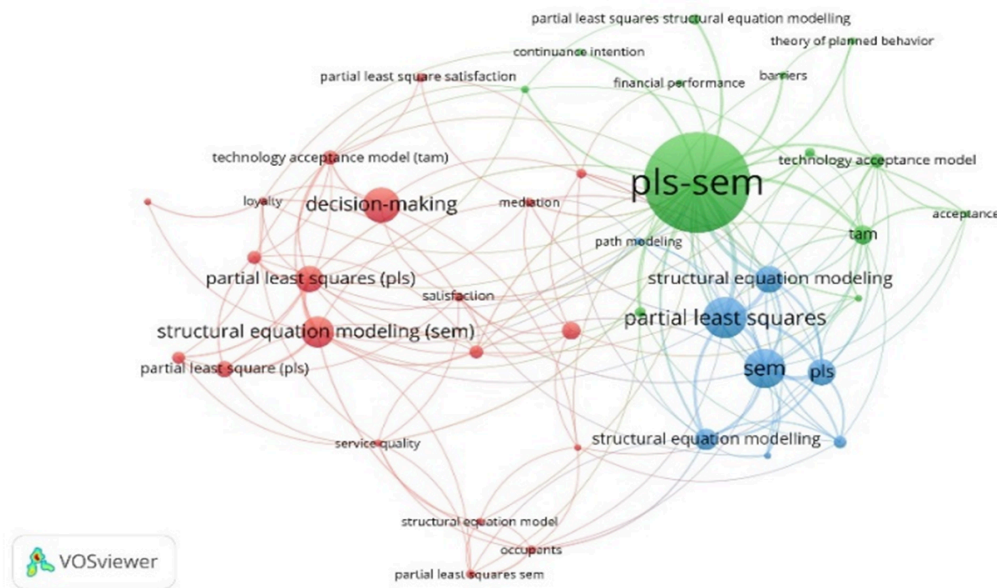 partial least squares structural equation modelling
theory of planned behavior
continuance intention
partial least square satisfaction
financial performance
barriers
technology acceptance model (tam)
technology acceptance model
pls-sem
loyalty
decision-making
mediation
acceptance
tam
path modeling
partial least squares (pls)
structural equation modeling
satisfaction
partial least squares
structural equation modeling (sem)
partial least square (pls)
sem
pls
service quality
structural equation modelling
structural equation model
occupants
partial least squares sem
VOSviewer